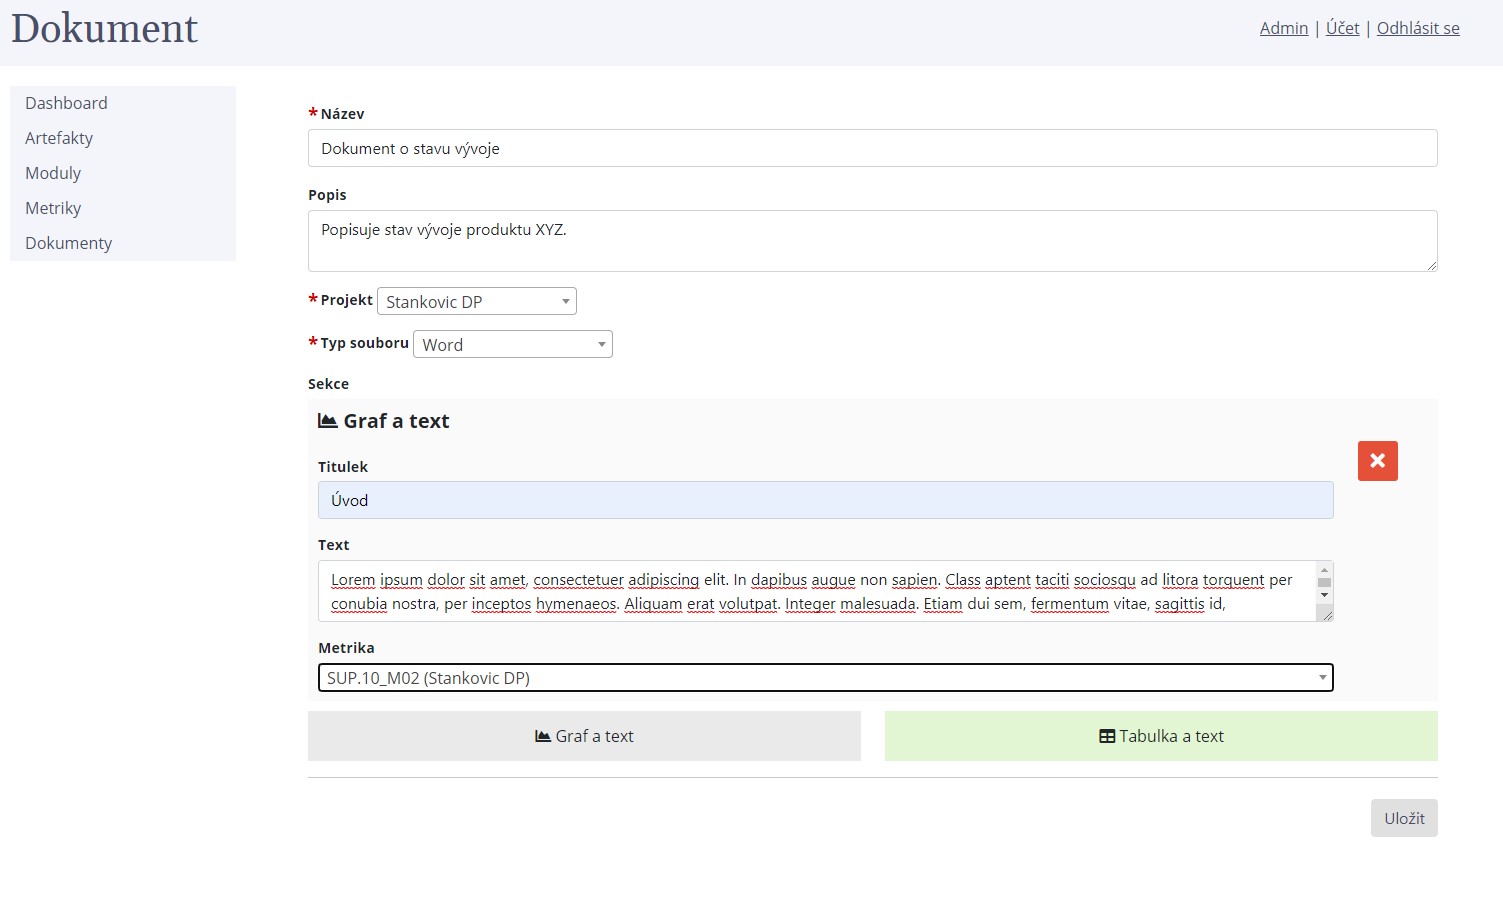 Dokument
Admin | Účet | Odhlásit se
Dashboard
Artefakty
Moduly
Metriky
Dokumenty
* Název
Dokument o stavu vývoje
Popis
Popisuje stav vývoje produktu XYZ.
* Projekt Stankovic DP
* Typ souboru Word
Sekce
Graf a text
Titulek
Úvod
Text
Lorem ipsum dolor sit amet, consectetuer adipiscing elit. In dapibus augue non sapien. Class aptent taciti sociosqu ad litora torquent per
conubia nostra, per inceptos hymenaeos. Aliquam erat volutpat. Integer malesuada. Etiam dui sem, fermentum vitae, sagittis id,
Metrika
SUP.10_M02 (Stankovic DP)
Graf a text
Tabulka a text
Uložit